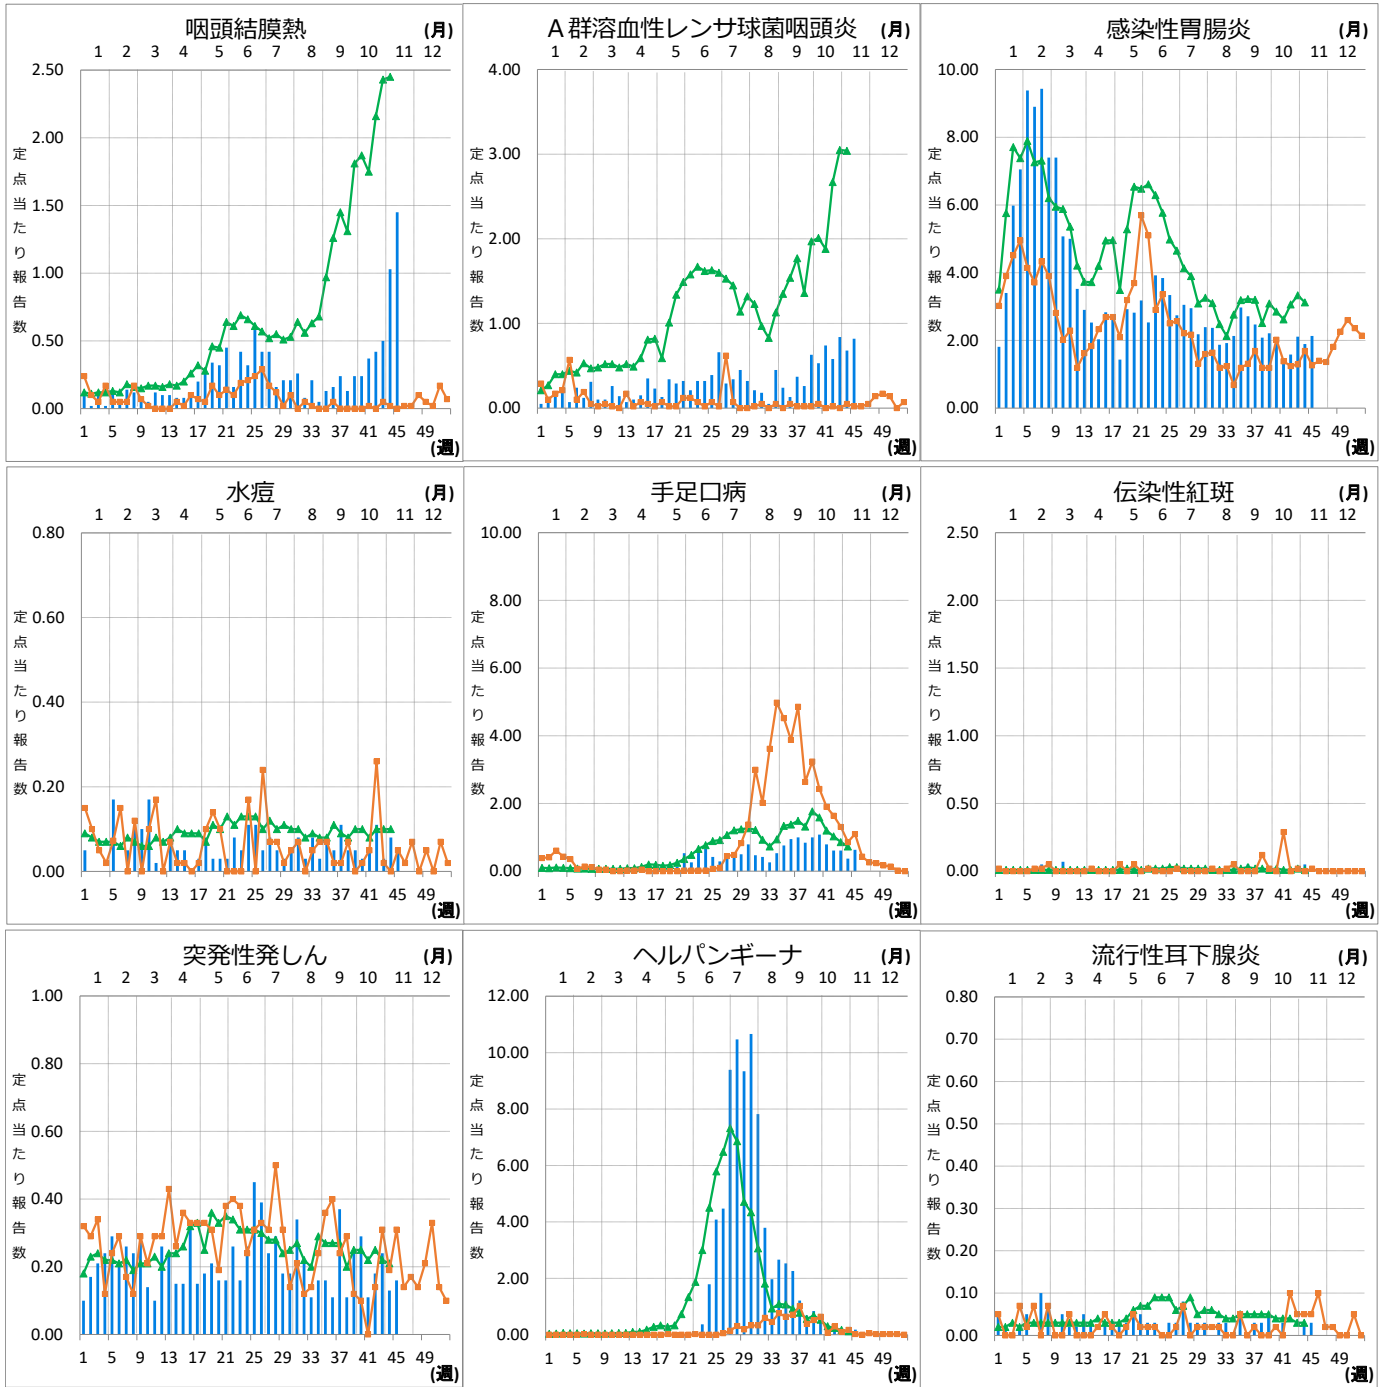 咽頭結膜熱 (月)
1 2 3 4 5 6 7 8 9 10 11 12
2.50
2.00
1.50
1.00
0.50
0.00
定点当たり報告数
1 5 9 13 17 21 25 29 33 37 41 45 49
(週)
A群溶血性レンサ球菌咽頭炎 (月)
1 2 3 4 5 6 7 8 9 10 11 12
4.00
3.00
2.00
1.00
0.00
定点当たり報告数
1 5 9 13 17 21 25 29 33 37 41 45 49
(週)
感染性胃腸炎 (月)
1 2 3 4 5 6 7 8 9 10 11 12
10.00
8.00
6.00
4.00
2.00
0.00
定点当たり報告数
1 5 9 13 17 21 25 29 33 37 41 45 49
(週)
水痘 (月)
1 2 3 4 5 6 7 8 9 10 11 12
0.80
0.60
0.40
0.20
0.00
定点当たり報告数
1 5 9 13 17 21 25 29 33 37 41 45 49
(週)
手足口病 (月)
1 2 3 4 5 6 7 8 9 10 11 12
10.00
8.00
6.00
4.00
2.00
0.00
定点当たり報告数
1 5 9 13 17 21 25 29 33 37 41 45 49
(週)
伝染性紅斑 (月)
1 2 3 4 5 6 7 8 9 10 11 12
2.50
2.00
1.50
1.00
0.50
0.00
定点当たり報告数
1 5 9 13 17 21 25 29 33 37 41 45 49
(週)
突発性発しん (月)
1 2 3 4 5 6 7 8 9 10 11 12
1.00
0.80
0.60
0.40
0.20
0.00
定点当たり報告数
1 5 9 13 17 21 25 29 33 37 41 45 49
(週)
ヘルパンギーナ (月)
1 2 3 4 5 6 7 8 9 10 11 12
12.00
10.00
8.00
6.00
4.00
2.00
0.00
定点当たり報告数
1 5 9 13 17 21 25 29 33 37 41 45 49
(週)
流行性耳下腺炎 (月)
1 2 3 4 5 6 7 8 9 10 11 12
0.80
0.70
0.60
0.50
0.40
0.30
0.20
0.10
0.00
定点当たり報告数
1 5 9 13 17 21 25 29 33 37 41 45 49
(週)